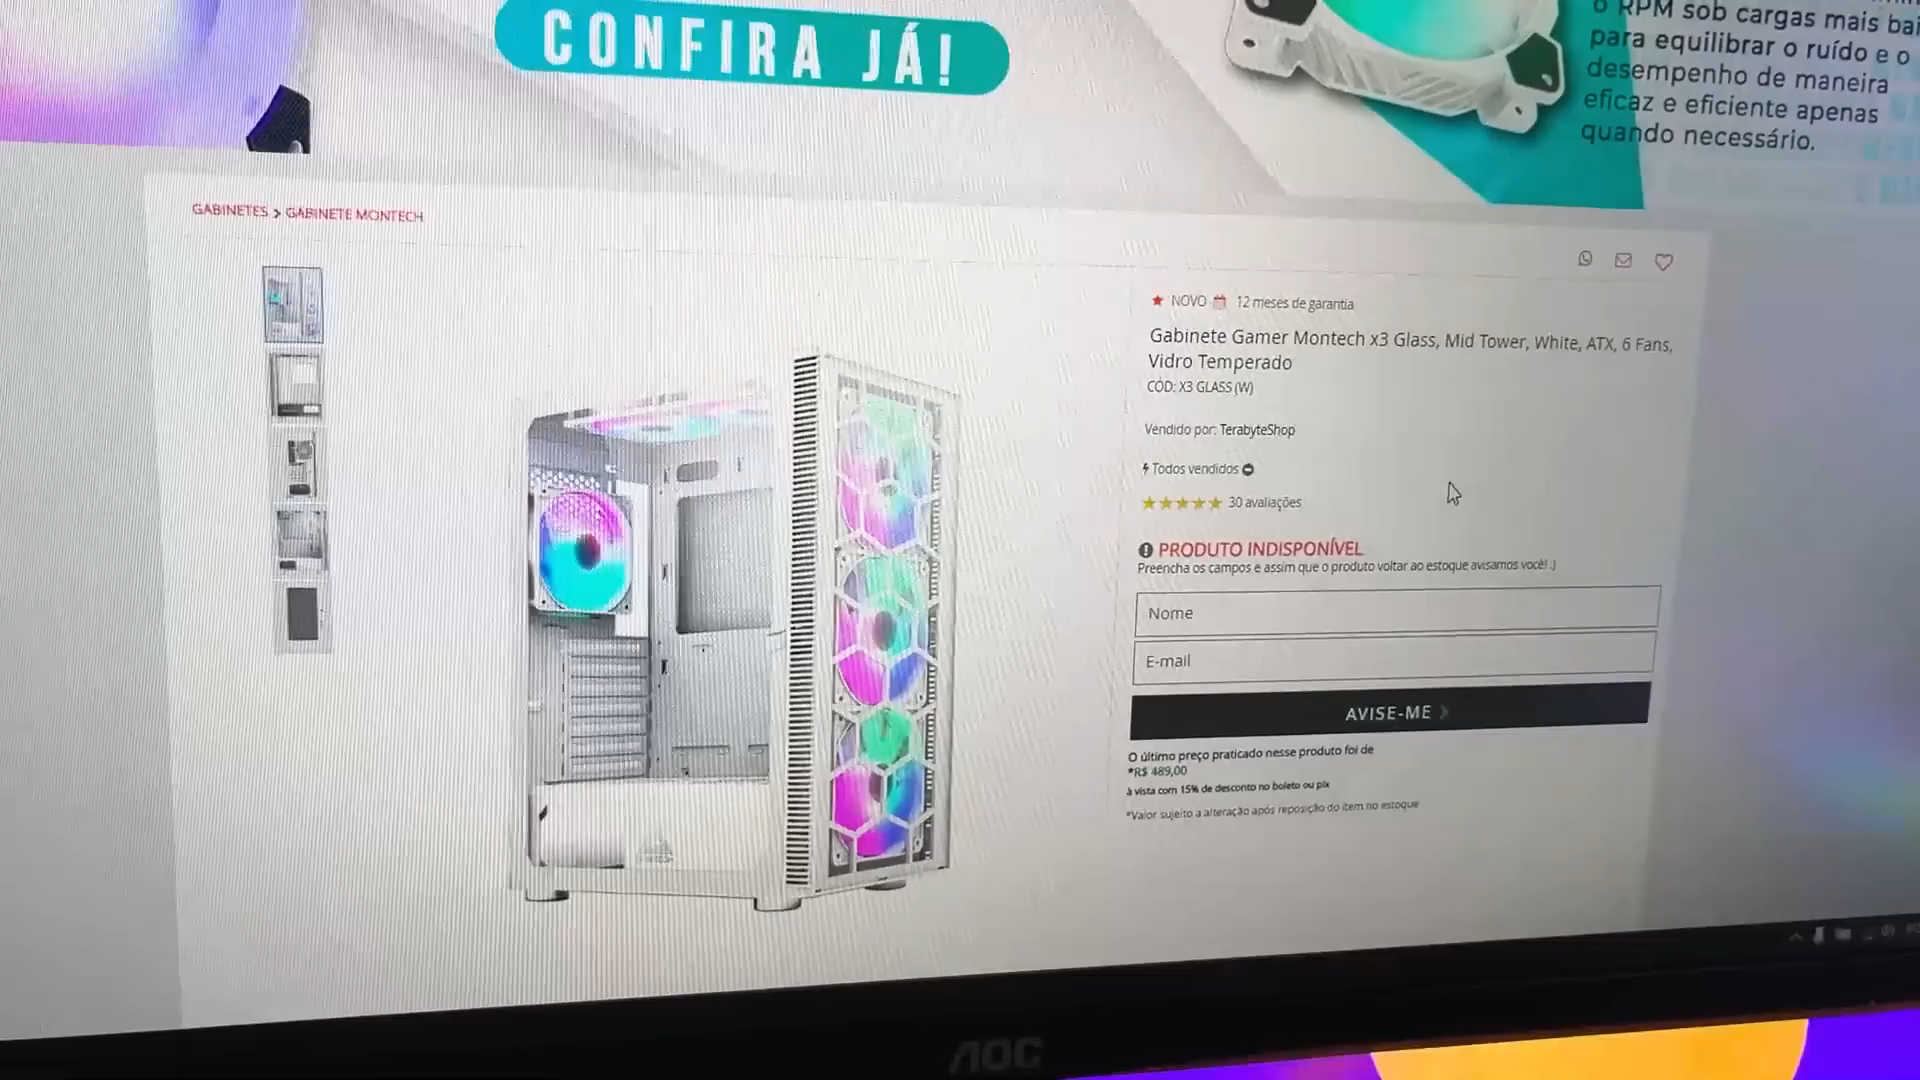 CONFIRA JÁ!
o RPM sob cargas mais
para equilibrar o ruído e o
desempenho de maneira
eficaz e eficiente apenas
quando necessário.
GABINETES > GABINETE MONTECH
NOVO 12 meses de garantia
Gabinete Gamer Montech x3 Glass, Mid Tower, White, ATX, 6 Fans,
Vidro Temperado
CÓD: X3 GLASS (W)
Vendido por: TerabyteShop
Todos vendidos
30 avaliações
PRODUTO INDISPONÍVEL
Preencha os campos e assim que o produto voltar ao estoque avisamos você! ;)
Nome
E-mail
AVISE-ME >
O último preço praticado nesse produto foi de
*R$ 489,00
à vista com 15% de desconto no boleto ou pix
*Valor sujeito a alteração após reposição do item no estoque
AOC